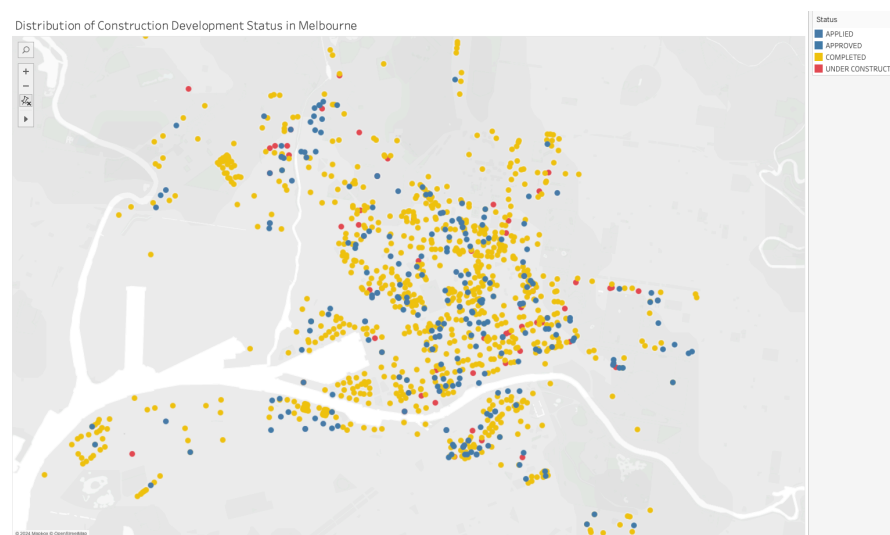 Distribution of Construction Development Status in Melbourne
Status
APPLIED
APPROVED
COMPLETED
UNDER CONSTRUCT
© 2024 Mapbox © OpenStreetMap